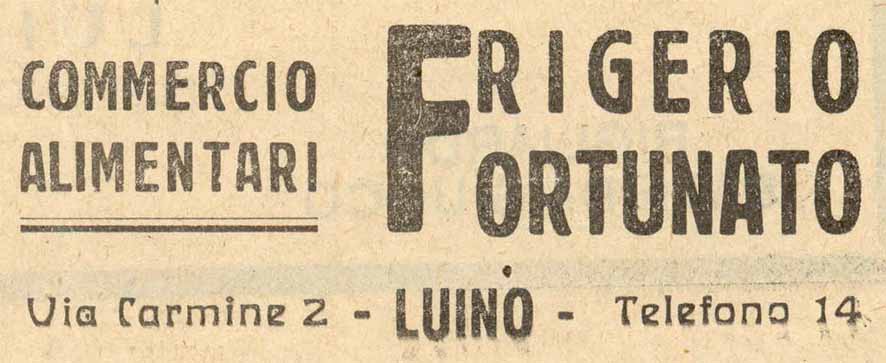 COMMERCIO
ALIMENTARI
FRIGERIO
FORTUNATO
Via Carmine 2 - LUINO - Telefono 14